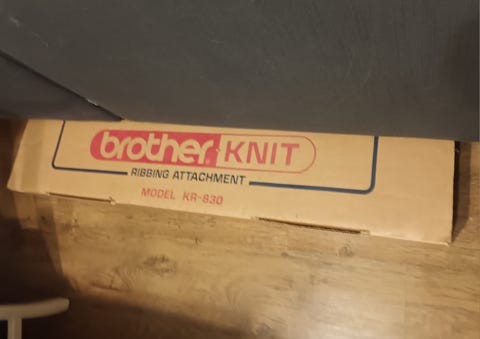 brother KNIT
RIBBING ATTACHMENT
MODEL KR-830